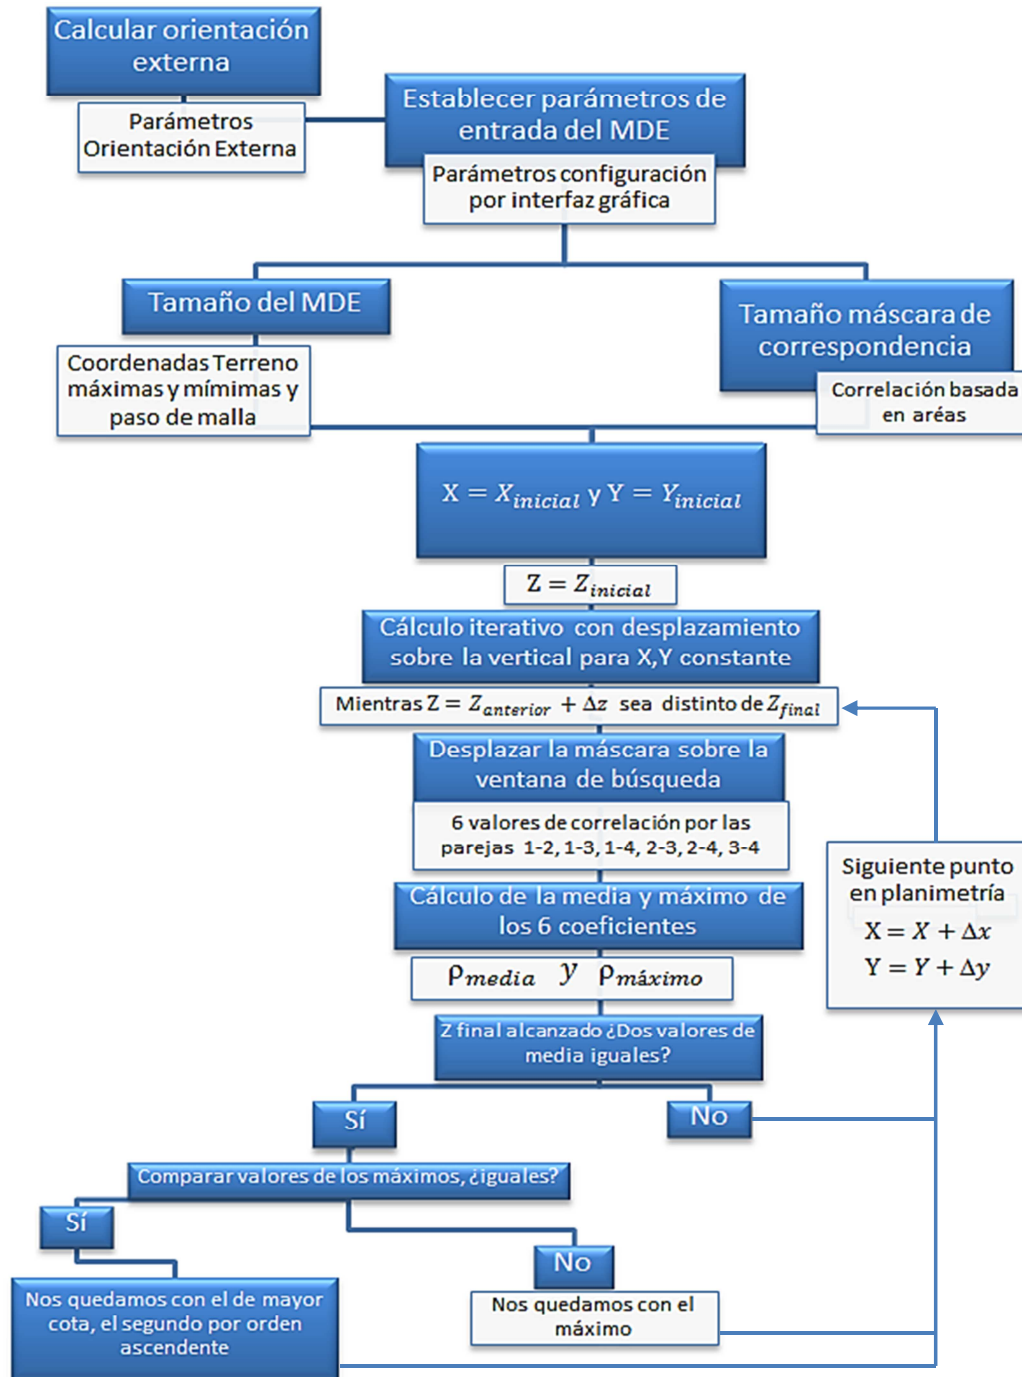 Calcular orientación
externa
Parámetros
Orientación Externa
Establecer parámetros de
entrada del MDE
Parámetros configuración
por interfaz gráfica
Tamaño del MDE
Coordenadas Terreno
máximas y mímimas y
paso de malla
Tamaño máscara de
correspondencia
Correlación basada
en aréas
X = X_inicial y Y = Y_inicial
Z = Z_inicial
Cálculo iterativo con desplazamiento
sobre la vertical para X,Y constante
Mientras Z = Z_anterior + Δz sea distinto de Z_final
Desplazar la máscara sobre la
ventana de búsqueda
6 valores de correlación por las
parejas 1-2, 1-3, 1-4, 2-3, 2-4, 3-4
Cálculo de la media y máximo de
los 6 coeficientes
ρ_media y ρ_máximo
Z final alcanzado ¿Dos valores de
media iguales?
Sí
No
Siguiente punto
en planimetría
X = X + Δx
Y = Y + Δy
Comparar valores de los máximos, ¿iguales?
Sí
No
Nos quedamos con el de mayor
cota, el segundo por orden
ascendente
Nos quedamos con el
máximo